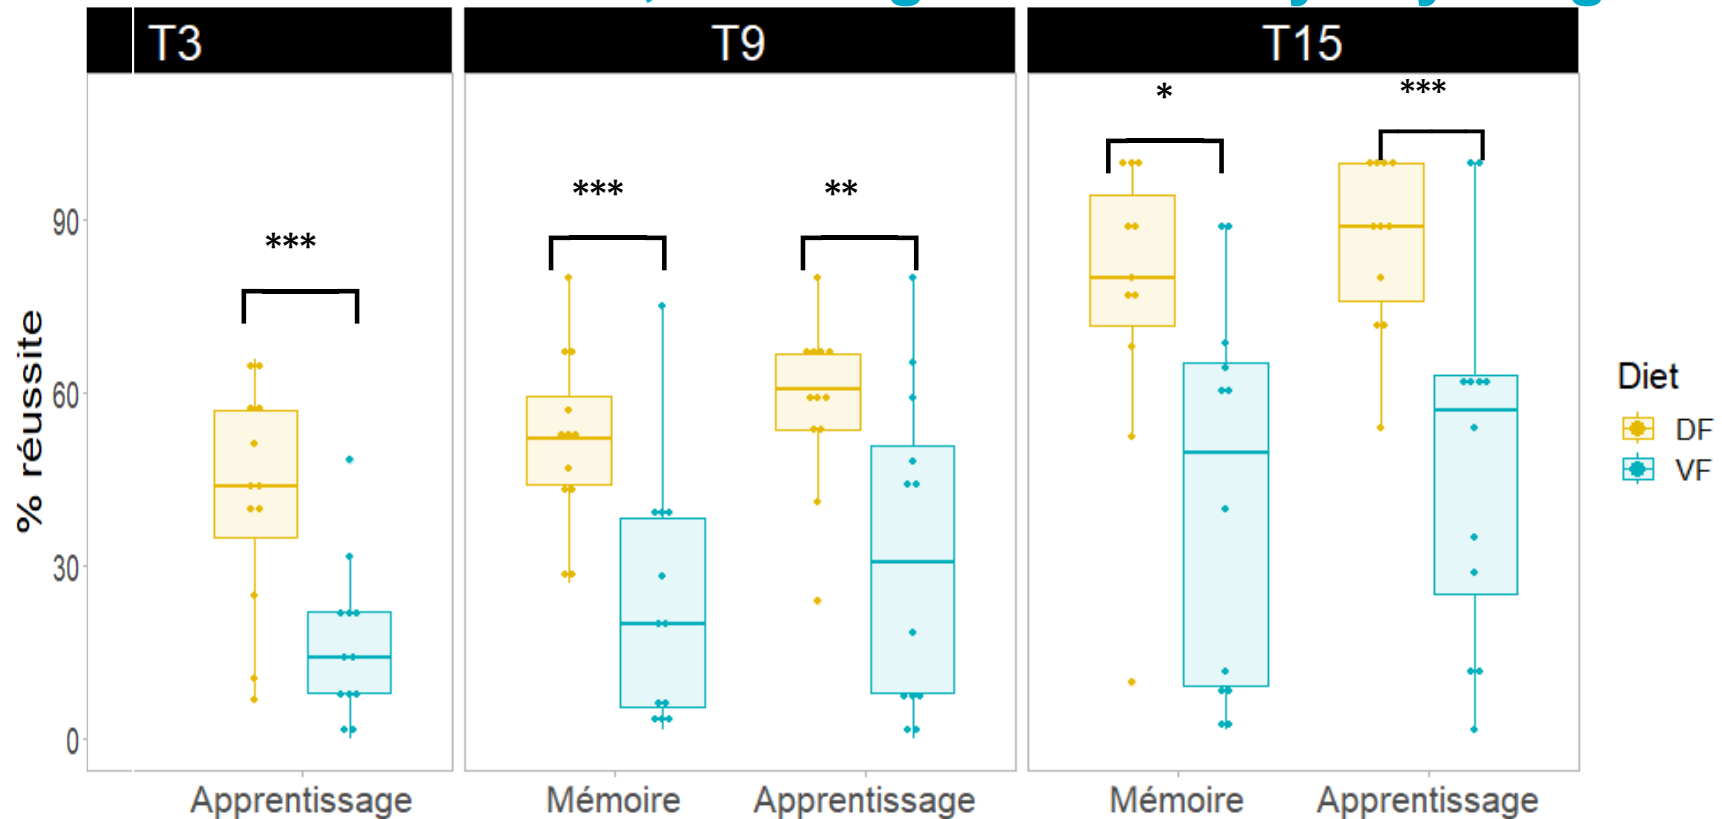 T3 T9 T15
* ***
*** **
***
90
60
30
0
% réussite
Apprentissage Mémoire Apprentissage Mémoire Apprentissage
Diet
DF
VF